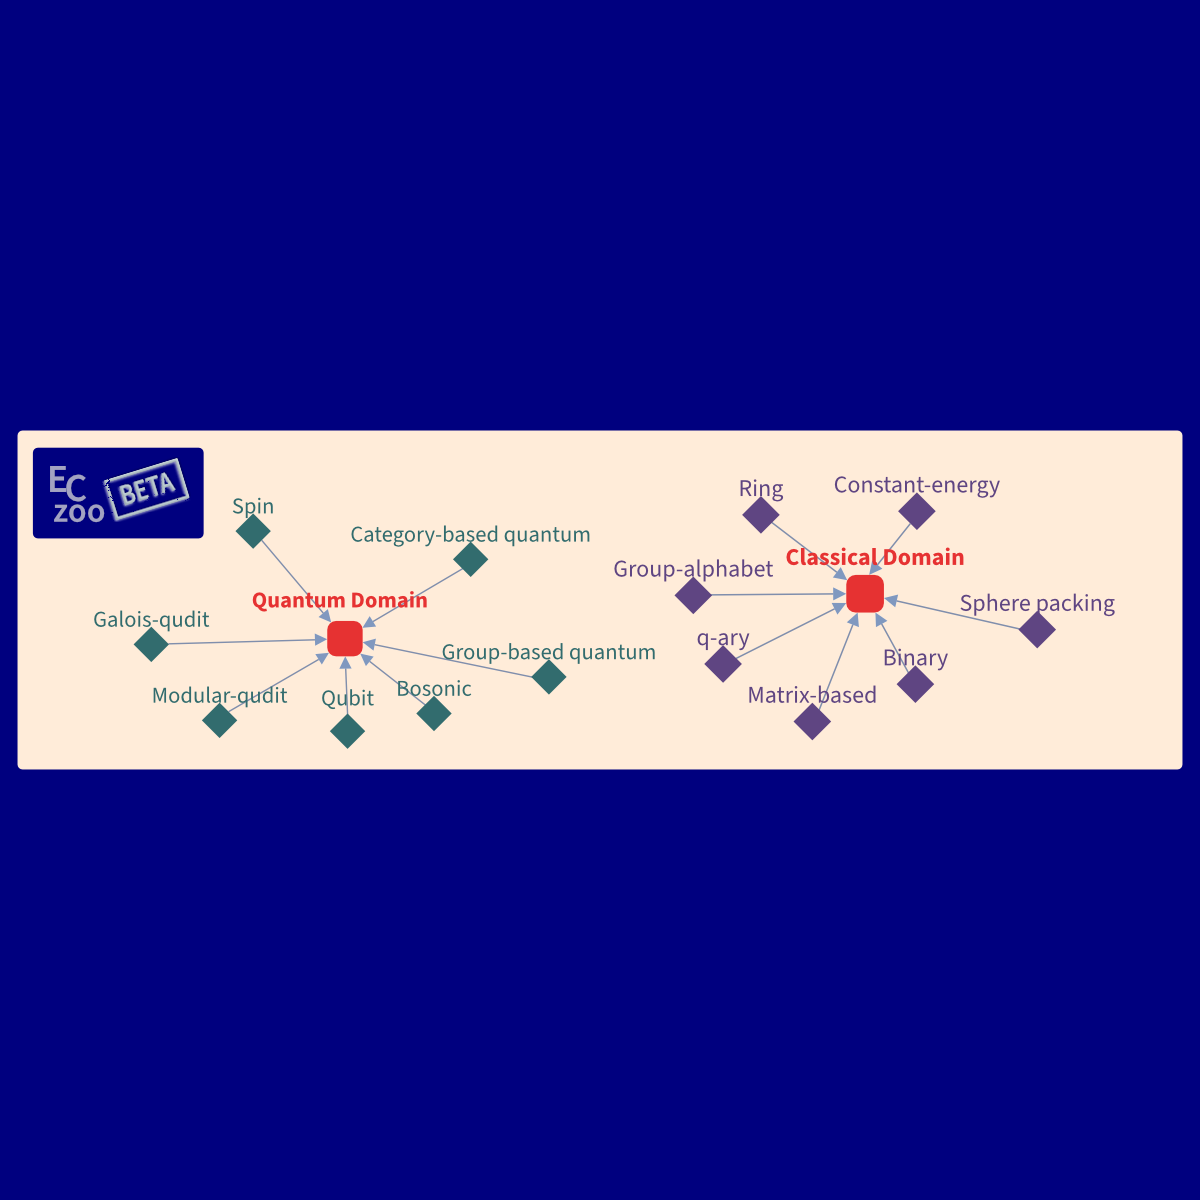 EC
zoo
BETA
Spin
Category-based quantum
Quantum Domain
Galois-qudit
Group-based quantum
Modular-qudit
Qubit
Bosonic
Ring
Constant-energy
Classical Domain
Group-alphabet
Sphere packing
q-ary
Binary
Matrix-based